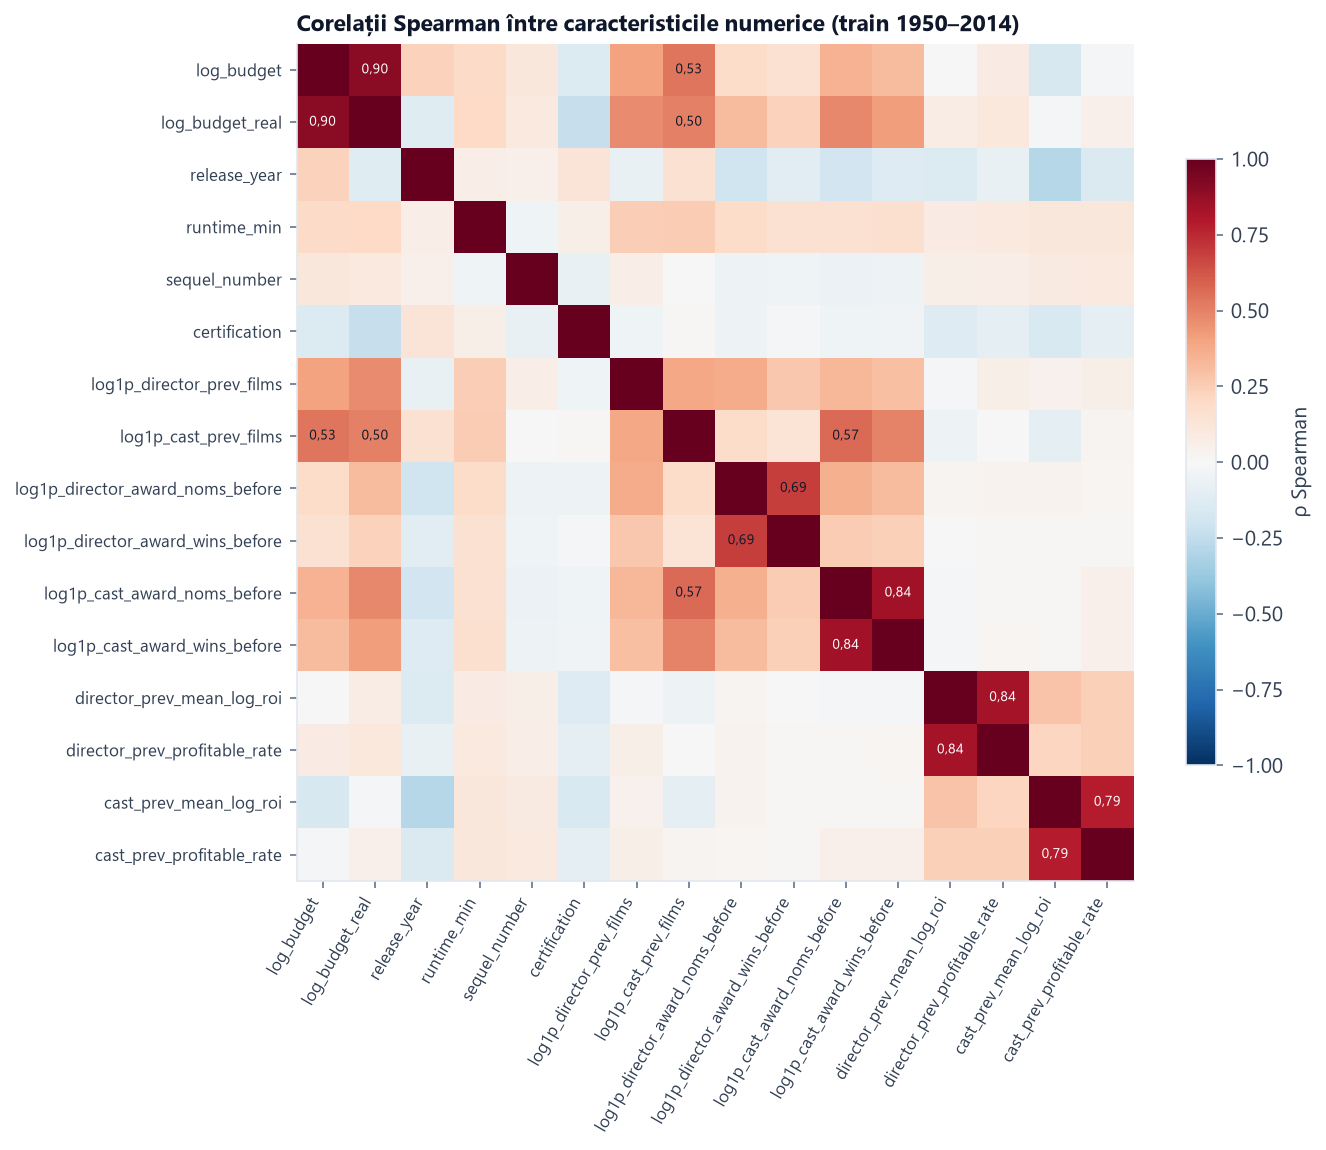 Corelații Spearman între caracteristicile numerice (train 1950–2014)
log_budget
0,90
0,53
log_budget_real
0,90
0,50
release_year
runtime_min
sequel_number
certification
log1p_director_prev_films
log1p_cast_prev_films
0,53
0,50
0,57
log1p_director_award_noms_before
0,69
log1p_director_award_wins_before
0,69
log1p_cast_award_noms_before
0,57
0,84
log1p_cast_award_wins_before
0,84
director_prev_mean_log_roi
0,84
director_prev_profitable_rate
0,84
cast_prev_mean_log_roi
0,79
cast_prev_profitable_rate
0,79
log_budget
log_budget_real
release_year
runtime_min
sequel_number
certification
log1p_director_prev_films
log1p_cast_prev_films
log1p_director_award_noms_before
log1p_director_award_wins_before
log1p_cast_award_noms_before
log1p_cast_award_wins_before
director_prev_mean_log_roi
director_prev_profitable_rate
cast_prev_mean_log_roi
cast_prev_profitable_rate
1.00
0.75
0.50
0.25
0.00
−0.25
−0.50
−0.75
−1.00
ρ Spearman